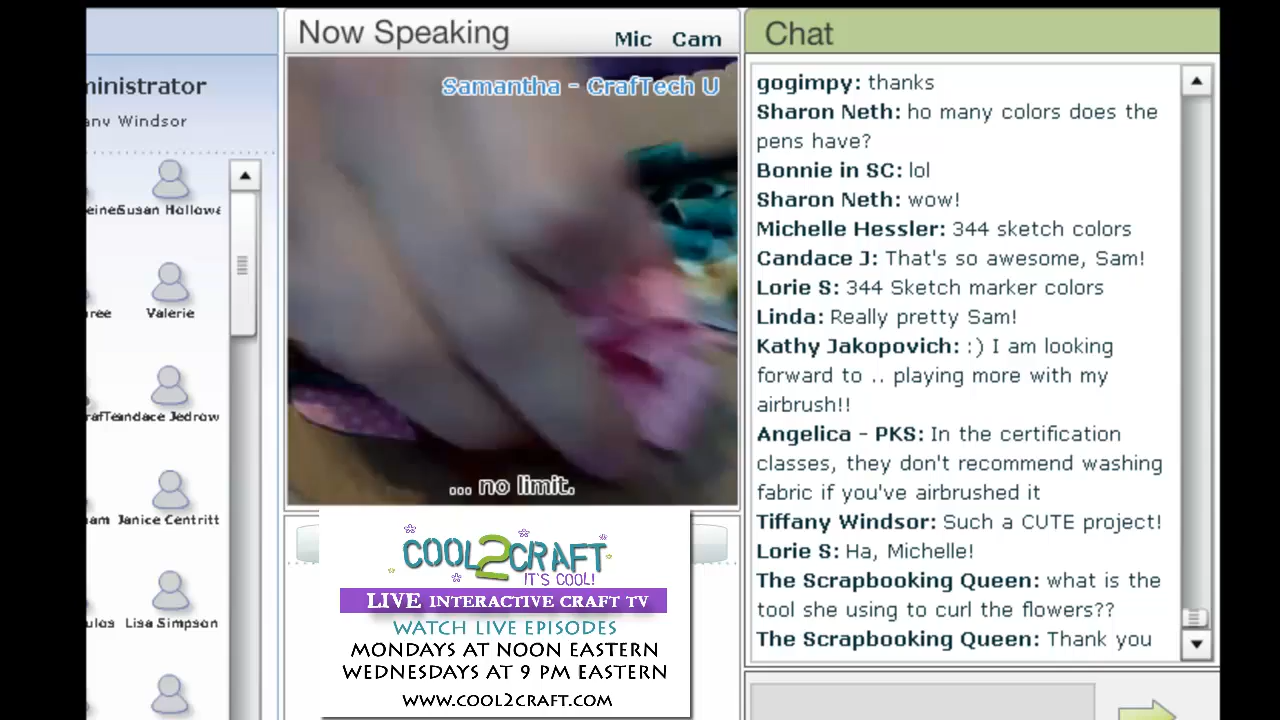 Now Speaking
Mic Cam
Chat
ministrator
any Windsor
Susan Hollowa
Valerie
Janice Centritt
Lisa Simpson
Samantha - CrafTech U
... no limit.
COOL2CRAFT
IT'S COOL!
LIVE INTERACTIVE CRAFT TV
WATCH LIVE EPISODES
MONDAYS AT NOON EASTERN
WEDNESDAYS AT 9 PM EASTERN
WWW.COOL2CRAFT.COM
gogimpy: thanks
Sharon Neth: ho many colors does the
pens have?
Bonnie in SC: lol
Sharon Neth: wow!
Michelle Hessler: 344 sketch colors
Candace J: That's so awesome, Sam!
Lorie S: 344 Sketch marker colors
Linda: Really pretty Sam!
Kathy Jakopovich: :) I am looking
forward to .. playing more with my
airbrush!!
Angelica - PKS: In the certification
classes, they don't recommend washing
fabric if you've airbrushed it
Tiffany Windsor: Such a CUTE project!
Lorie S: Ha, Michelle!
The Scrapbooking Queen: what is the
tool she using to curl the flowers??
The Scrapbooking Queen: Thank you